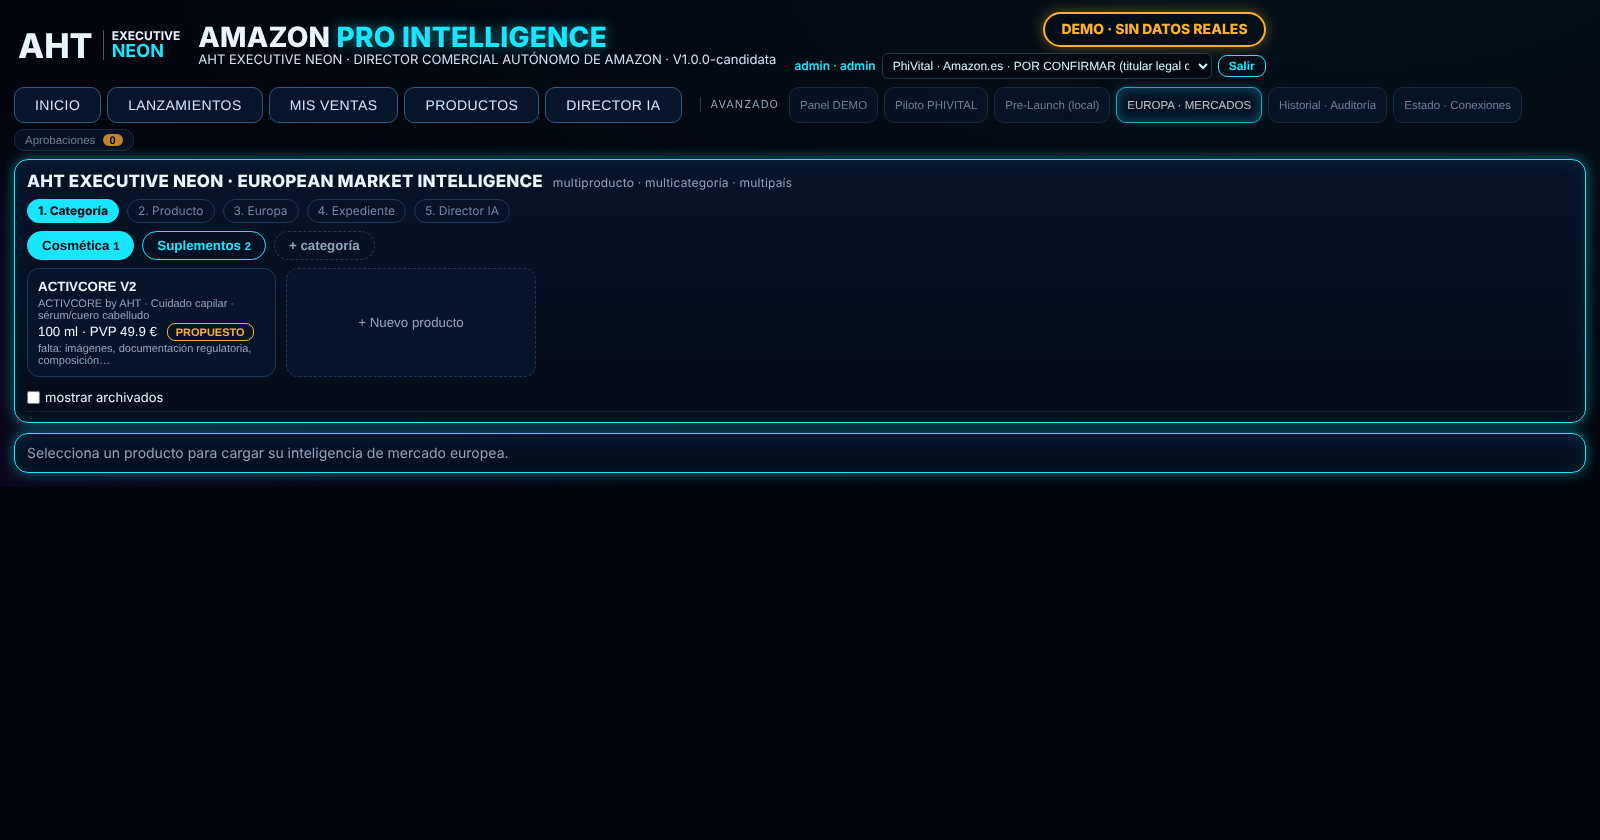 AHT EXECUTIVE NEON
AMAZON PRO INTELLIGENCE
AHT EXECUTIVE NEON · DIRECTOR COMERCIAL AUTÓNOMO DE AMAZON · V1.0.0-candidata
DEMO · SIN DATOS REALES
admin · admin
PhiVital · Amazon.es · POR CONFIRMAR (titular legal
Salir
INICIO
LANZAMIENTOS
MIS VENTAS
PRODUCTOS
DIRECTOR IA
AVANZADO
Panel DEMO
Piloto PHIVITAL
Pre-Launch (local)
EUROPA · MERCADOS
Historial · Auditoría
Estado · Conexiones
Aprobaciones 0
AHT EXECUTIVE NEON · EUROPEAN MARKET INTELLIGENCE multiproducto · multicategoría · multipaís
1. Categoría
2. Producto
3. Europa
4. Expediente
5. Director IA
Cosmética 1
Suplementos 2
+ categoría
ACTIVCORE V2
ACTIVCORE by AHT · Cuidado capilar ·
sérum/cuero cabelludo
100 ml · PVP 49.9 € PROPUESTO
falta: imágenes, documentación regulatoria,
composición…
+ Nuevo producto
mostrar archivados
Selecciona un producto para cargar su inteligencia de mercado europea.